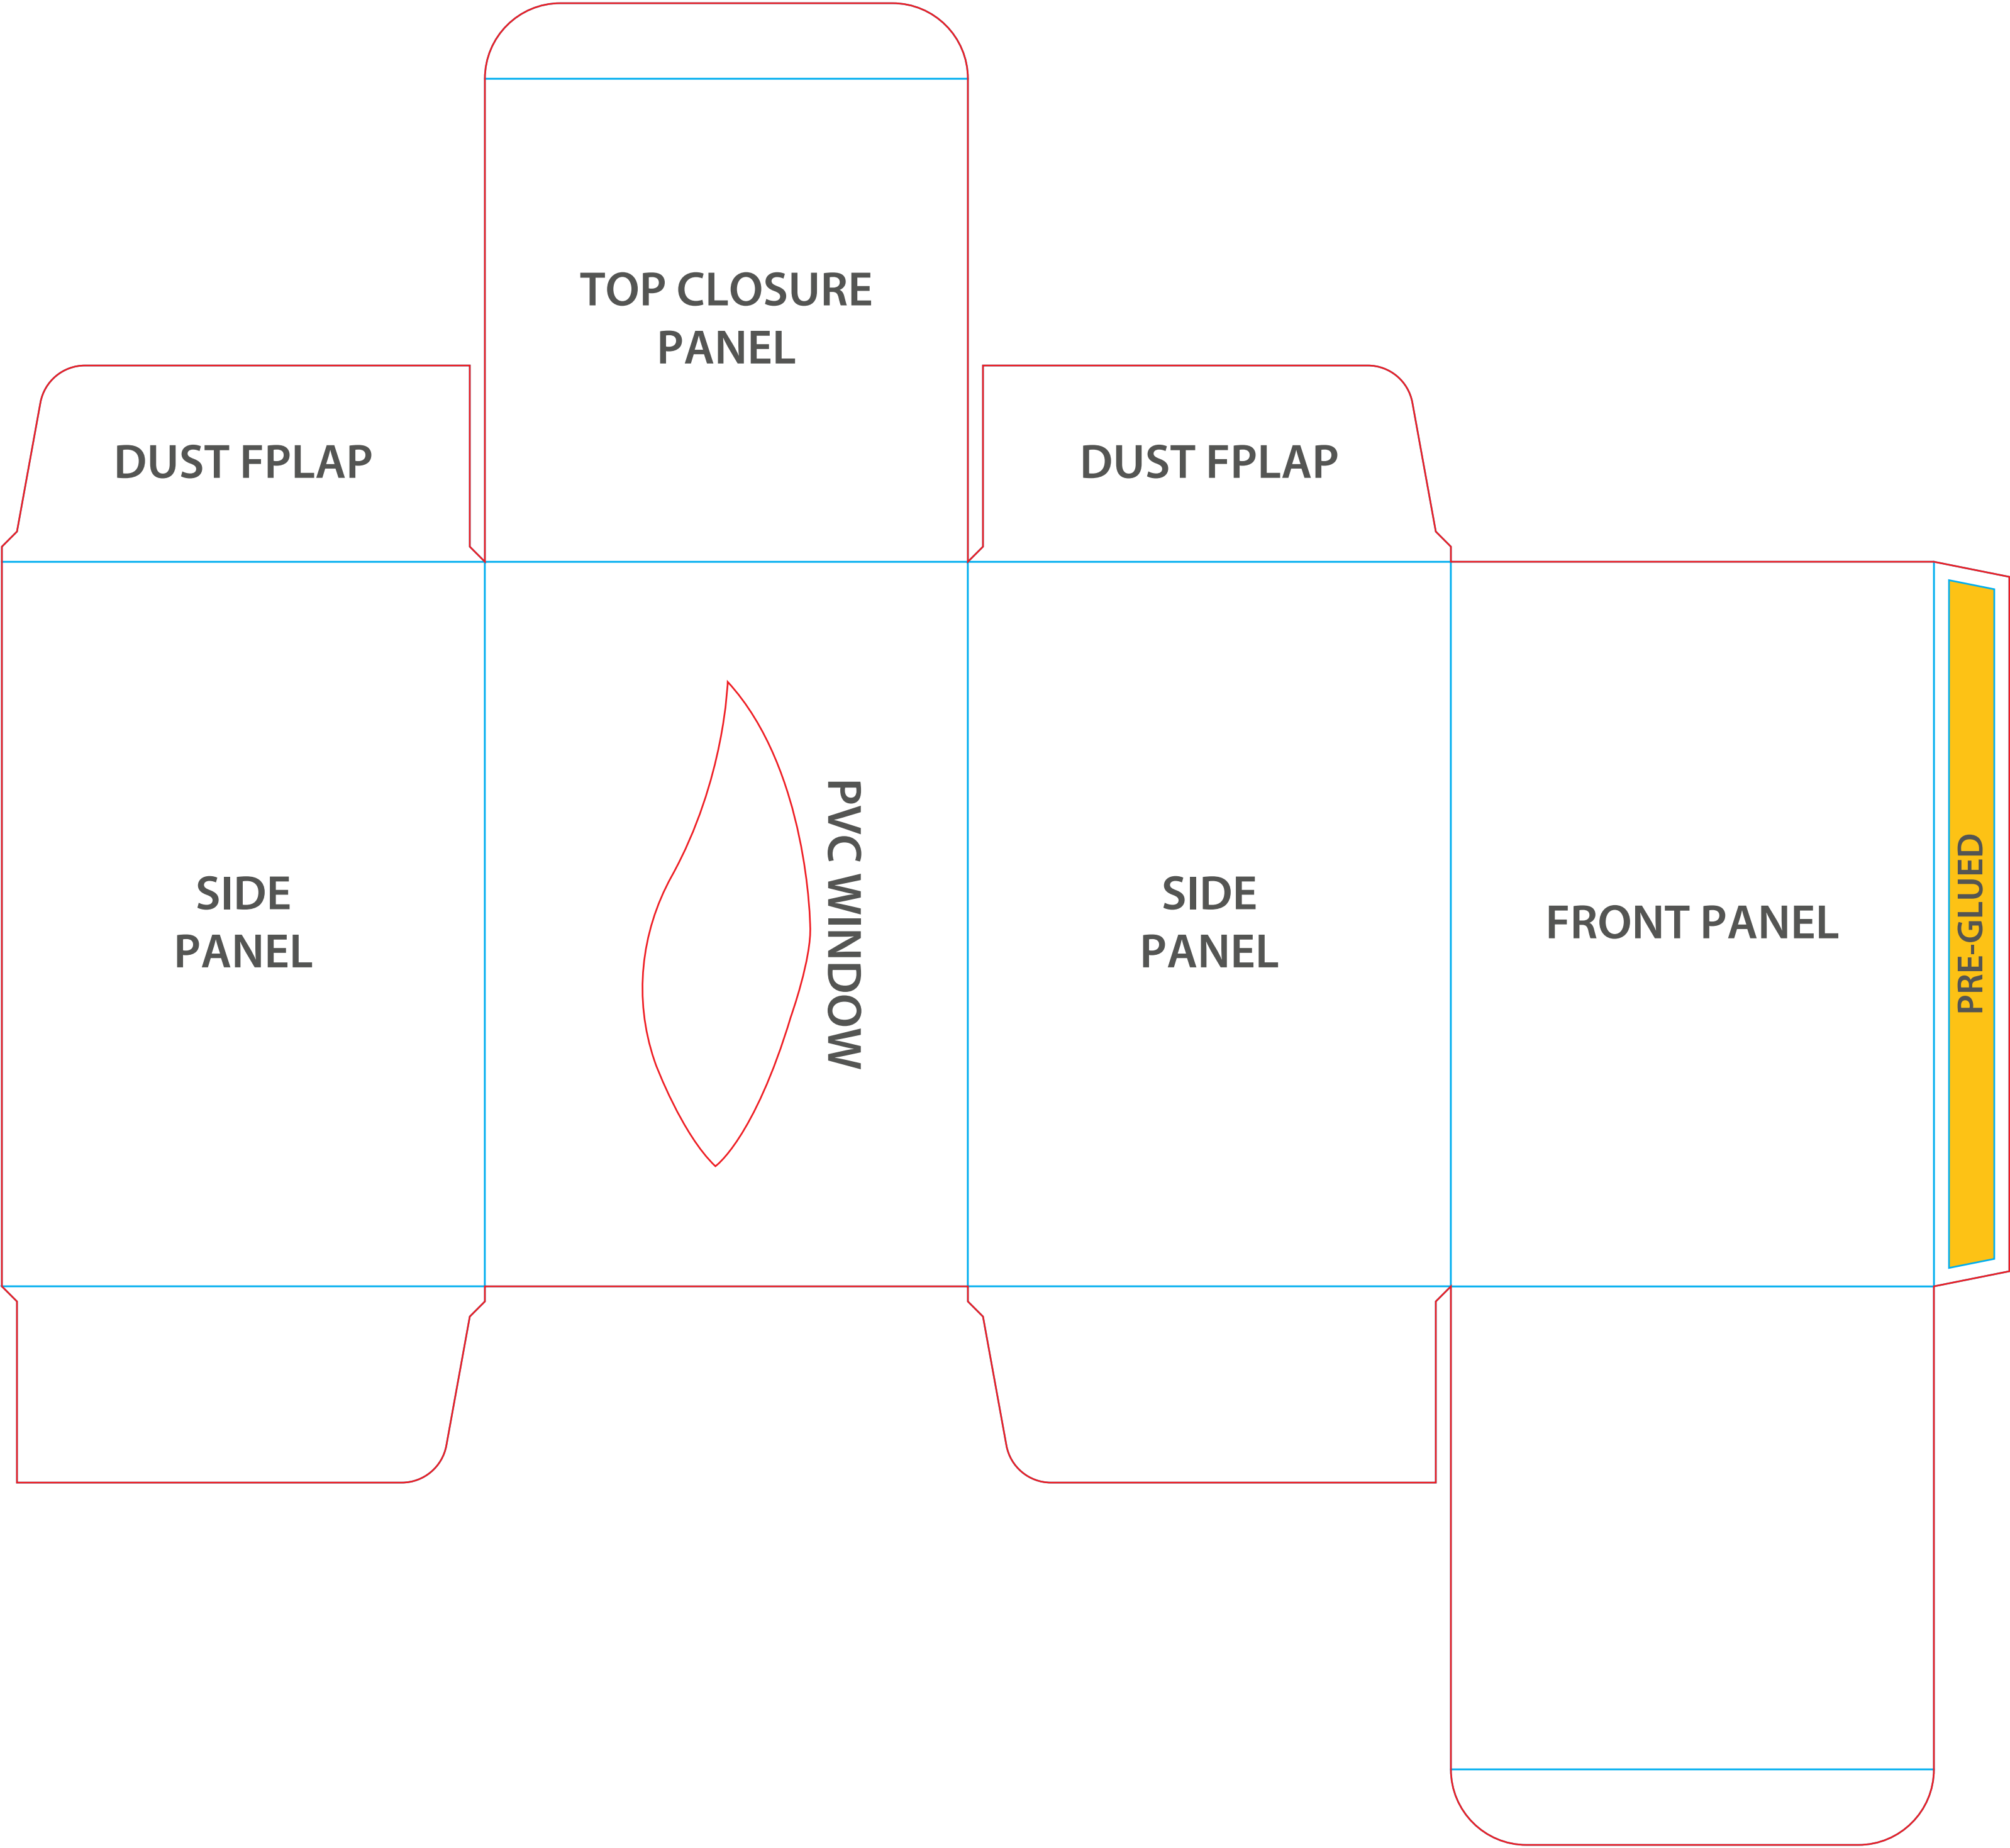 TOP CLOSURE
PANEL
DUST FPLAP
DUST FPLAP
SIDE
PANEL
PVC WINDOW
SIDE
PANEL
FRONT PANEL
PRE-GLUED